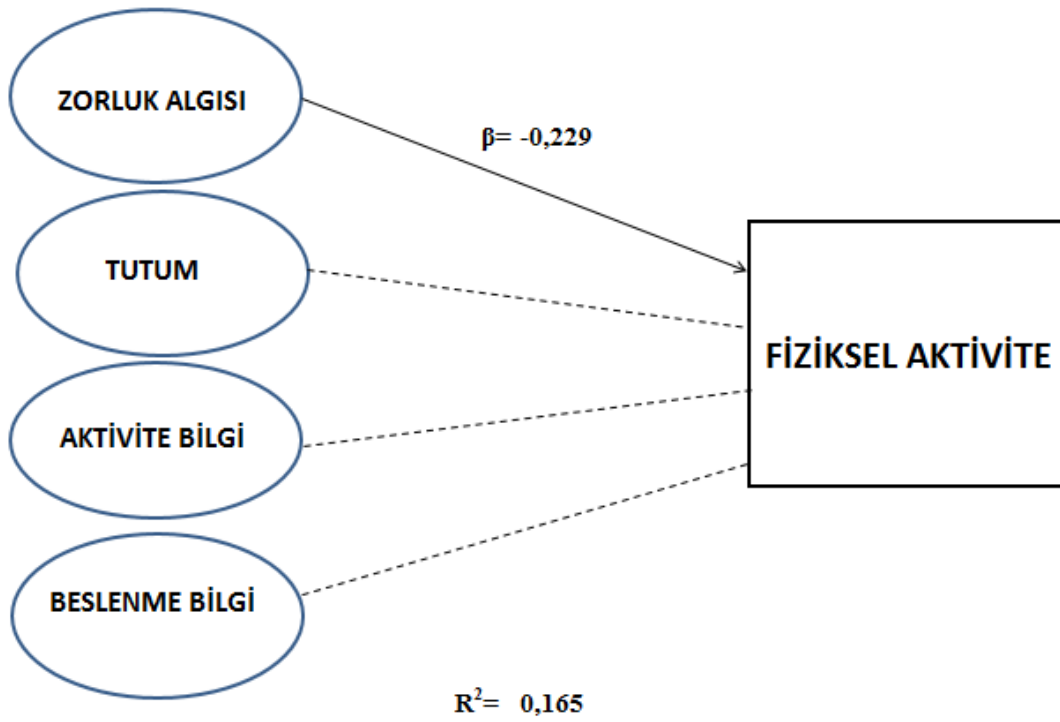 ZORLUK ALGISI
β= -0,229
TUTUM
FİZİKSEL AKTİVİTE
AKTİVİTE BİLGİ
BESLENME BİLGİ
R²= 0,165